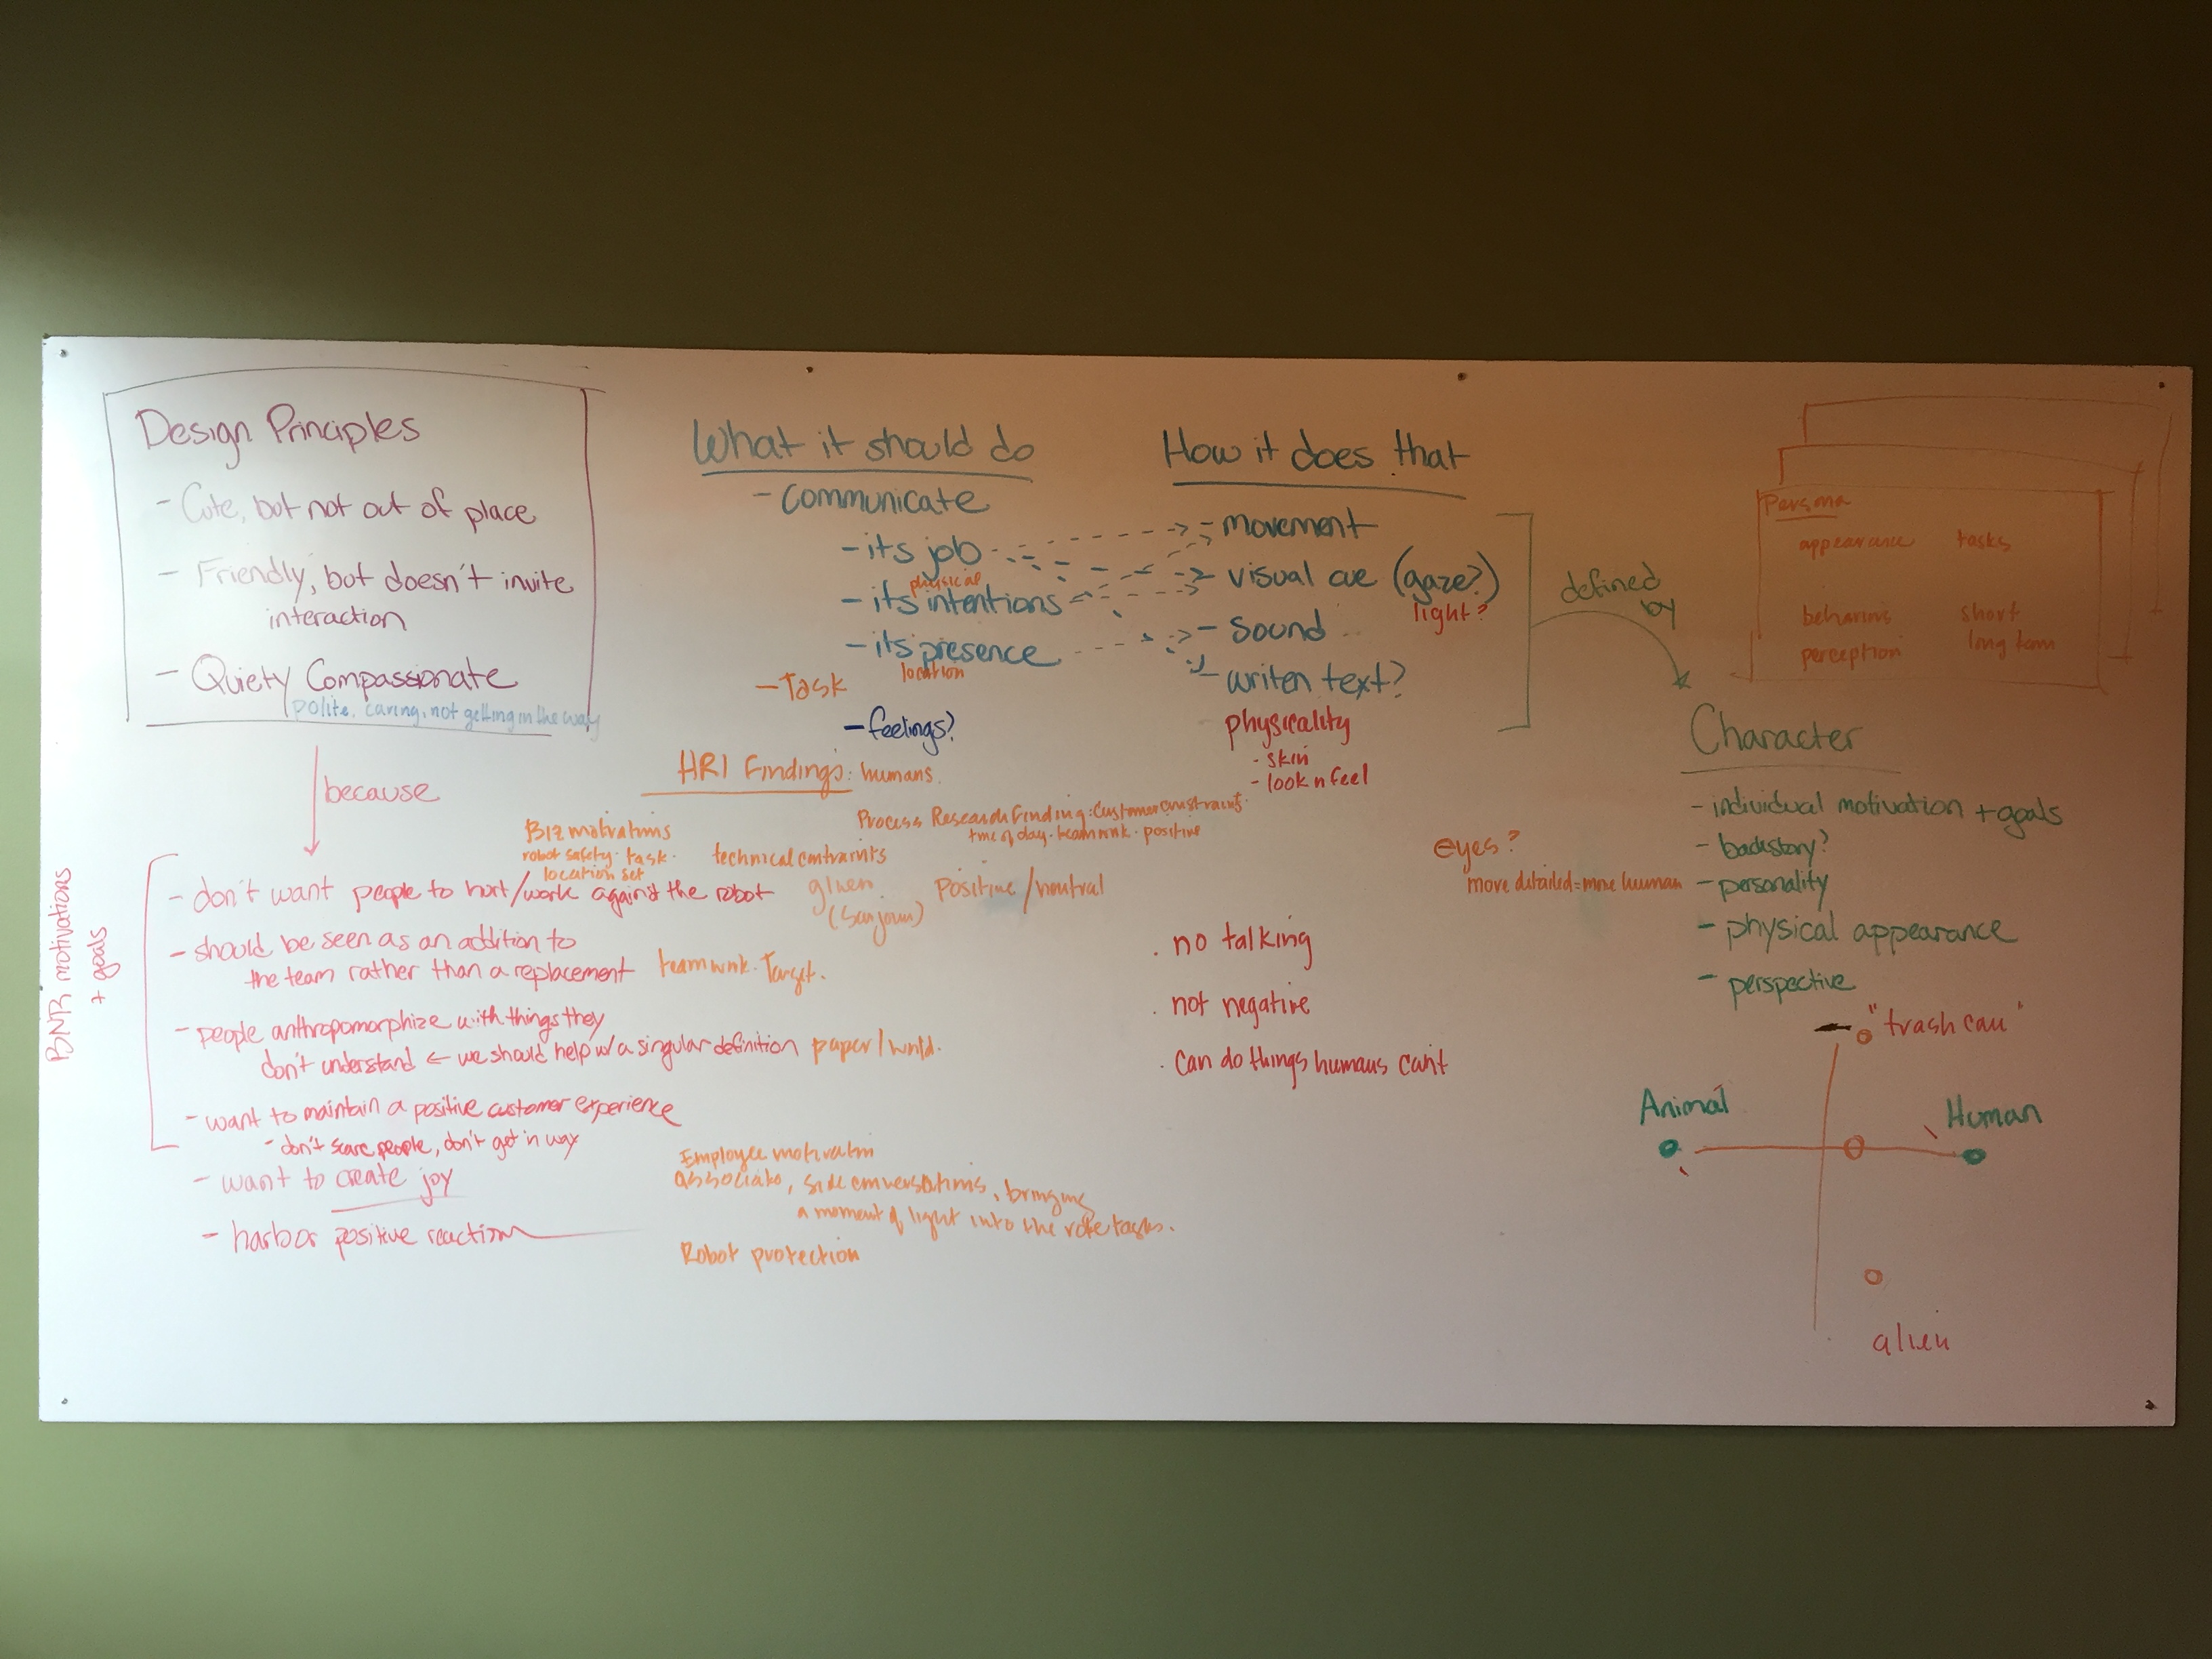 Design Principles
- Cute, but not out of place
- Friendly, but doesn't invite
interaction
- Quiety Compassionate
polite, caring, not getting in the way
because
BNR motivations
+ goals
- don't want people to hurt/work against the robot
- should be seen as an addition to
the team rather than a replacement
- people anthropomorphize with things they
don't understand ← we should help w/a singular definition
- want to maintain a positive customer experience
- don't scare people, don't get in way
- want to create joy
- harbor positive reaction
What it should do
- communicate
- its job
physical
- its intentions
- its presence
location
- Task
- feelings?
HRI Findings: humans.
Process Research Finding: Customer constraints.
time of day. teamwork. positive
Biz motivations
robot safety. task.
location set
technical contraints
given
Positive/neutral
teamwork. Target.
paper/world.
Employee motivation
side conversations, bringing
a moment of light into the tasks.
Robot protection
How it does that
- movement
- visual cue (gaze?)
light?
- Sound
- writen text?
physicality
- skin
- look n feel
. no talking
. not negative
. can do things humans can't
eyes?
more detailed = more human
defined
by
Persona
appearance tasks
behaviors short
perception long term
Character
- individual motivation + goals
- backstory?
- personality
- physical appearance
- perspective
"trash can"
Animal
Human
alien